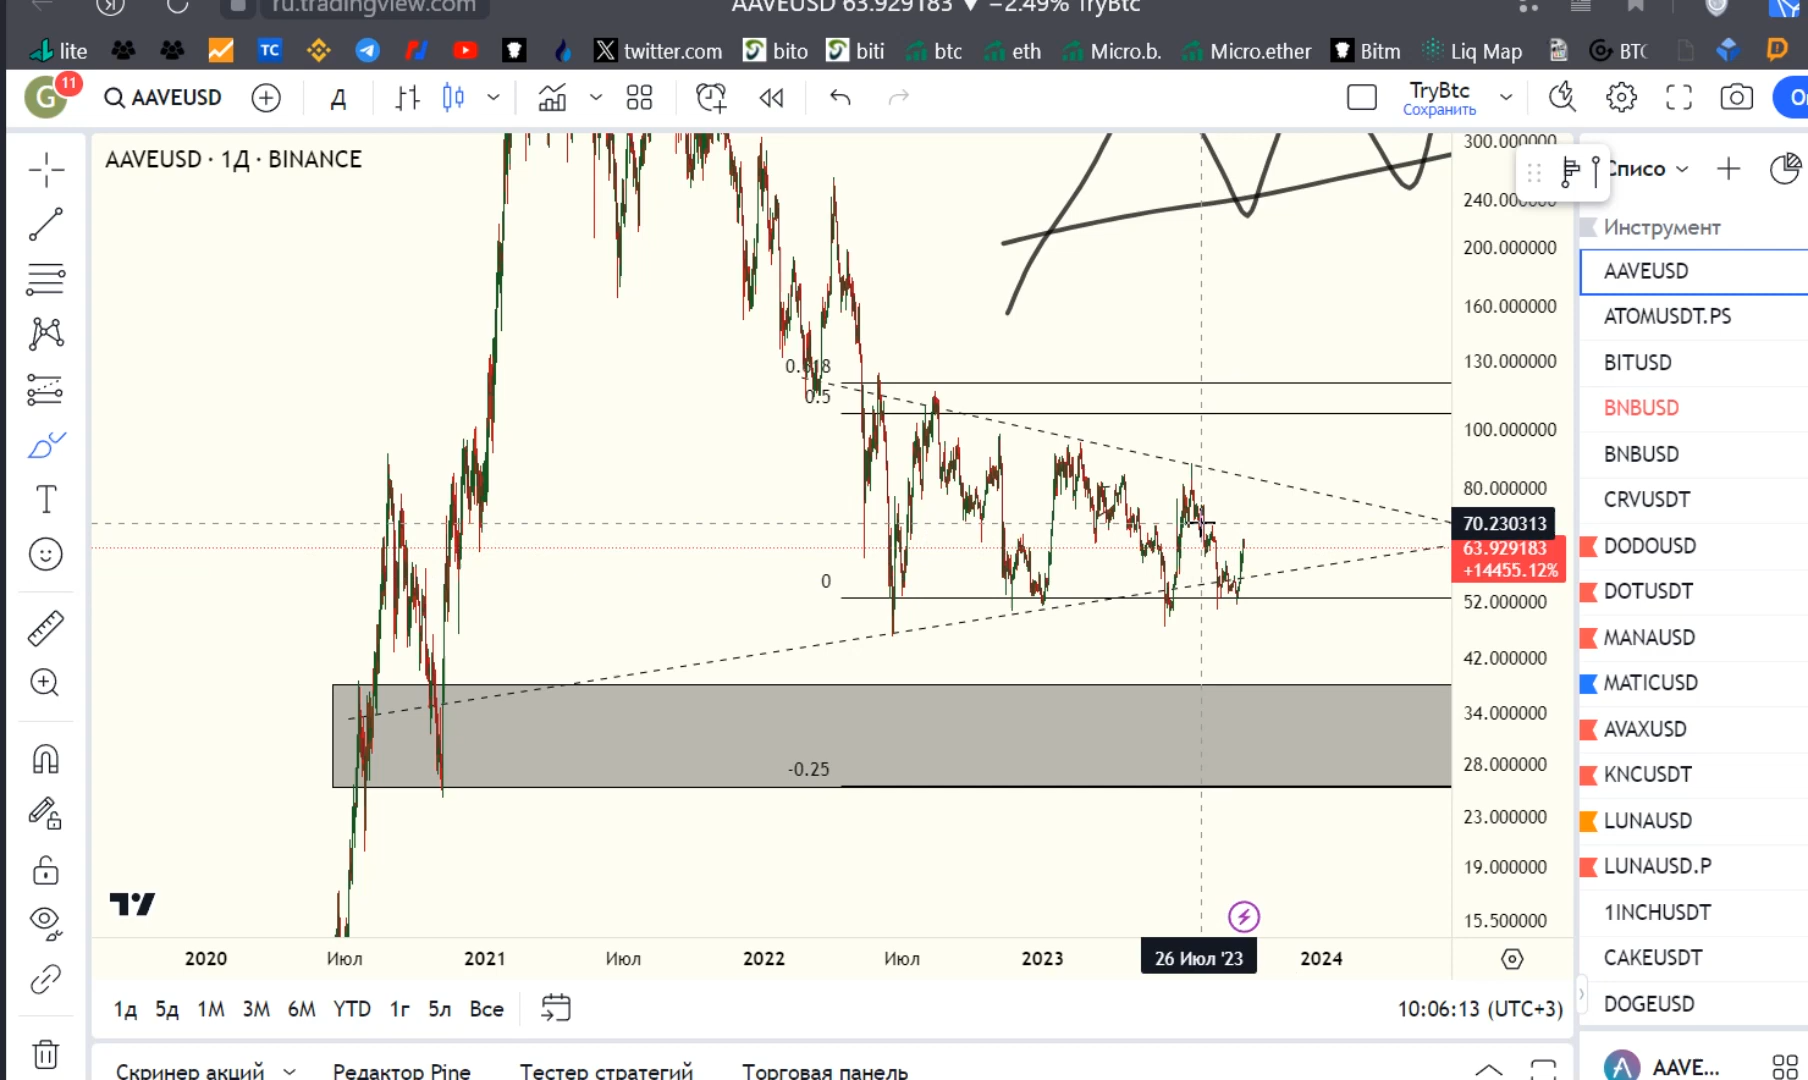 ru.tradingview.com AAVEUSD 63.929183 ▼ −2.49% TryBtc
lite TC twitter.com bito biti btc eth Micro.b. Micro.ether Bitm Liq Map BTC
G 11 AAVEUSD Д TryBtc
Сохранить
AAVEUSD · 1Д · BINANCE
Списо
Инструмент
AAVEUSD
ATOMUSDT.PS
BITUSD
BNBUSD
BNBUSD
CRVUSDT
DODOUSD
DOTUSDT
MANAUSD
MATICUSD
AVAXUSD
KNCUSDT
LUNAUSD
LUNAUSD.P
1INCHUSDT
CAKEUSDT
DOGEUSD
AAVE...
300.000000
240.000000
200.000000
160.000000
130.000000
100.000000
80.000000
70.230313
63.929183
+14455.12%
52.000000
42.000000
34.000000
28.000000
23.000000
19.000000
15.500000
0.618
0.5
0
-0.25
2020 Июл 2021 Июл 2022 Июл 2023 26 Июл '23 2024
1д 5д 1М 3М 6М YTD 1г 5л Все 10:06:13 (UTC+3)
Скринер акций Редактор Pine Тестер стратегий Торговая панель